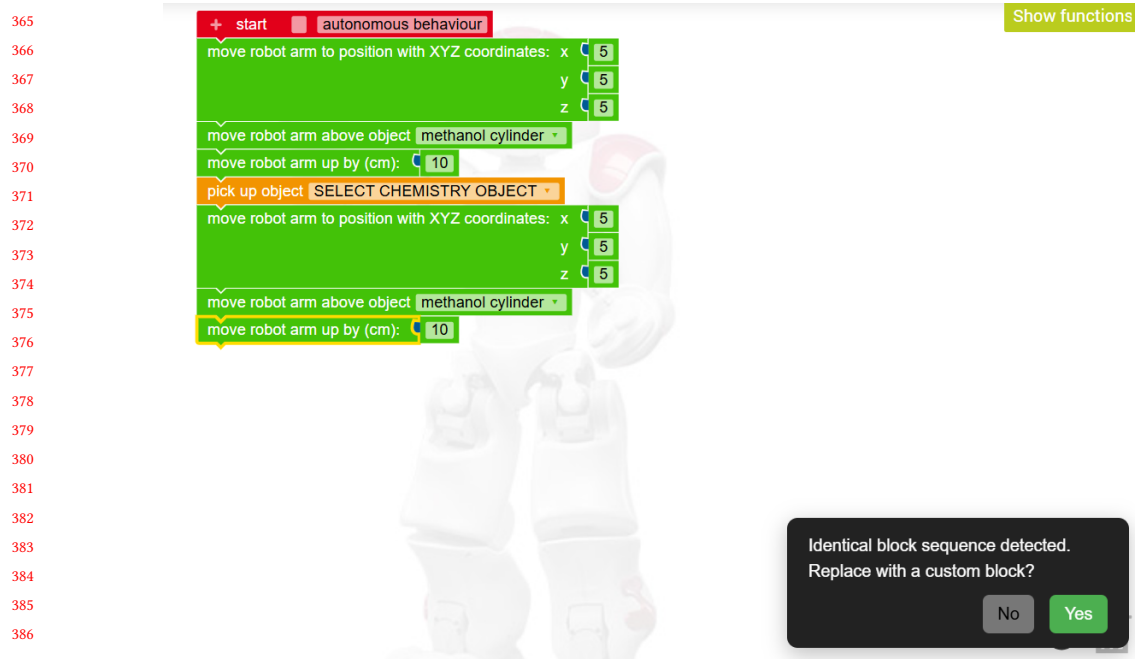 365
366
367
368
369
370
371
372
373
374
375
376
377
378
379
380
381
382
383
384
385
386
Show functions
+ start autonomous behaviour
move robot arm to position with XYZ coordinates: x 5
y 5
z 5
move robot arm above object methanol cylinder
move robot arm up by (cm): 10
pick up object SELECT CHEMISTRY OBJECT
move robot arm to position with XYZ coordinates: x 5
y 5
z 5
move robot arm above object methanol cylinder
move robot arm up by (cm): 10
Identical block sequence detected.
Replace with a custom block?
No Yes